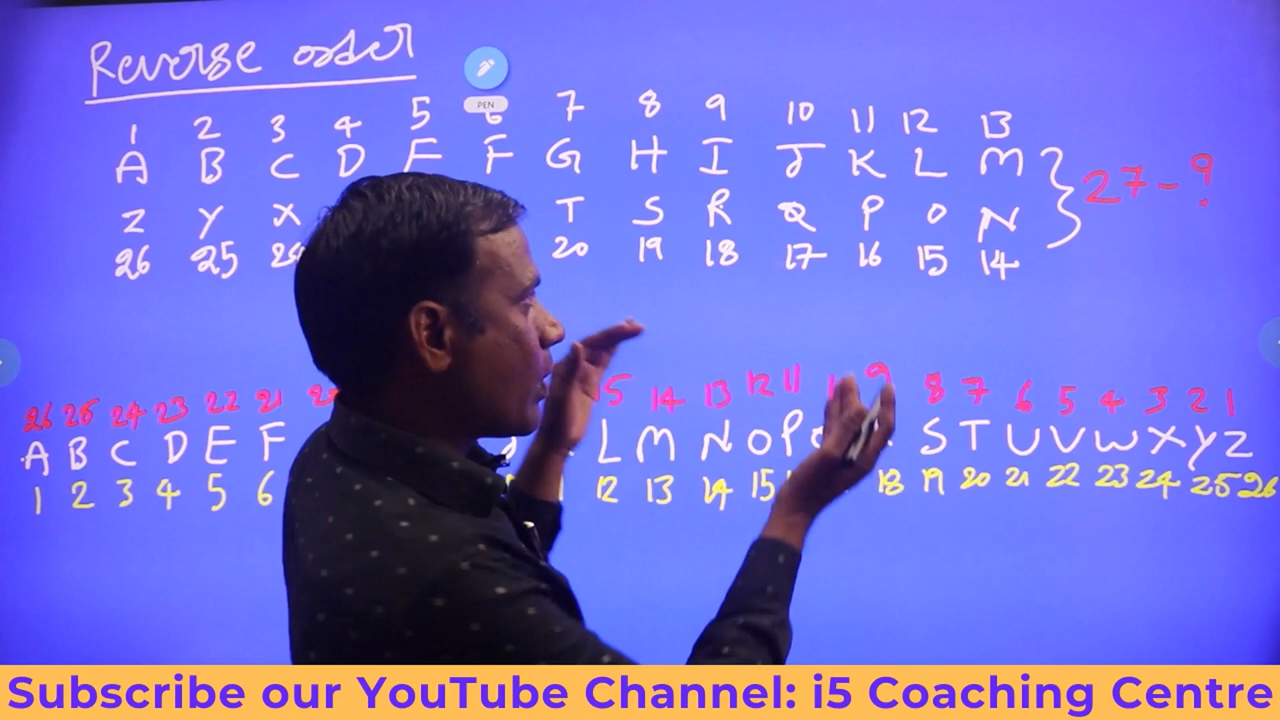 Reverse order
PEN
1 2 3 4 5 6 7 8 9 10 11 12 13
A B C D E F G H I J K L M
27-?
Z Y X T S R Q P O N
26 25 24 20 19 18 17 16 15 14
26 25 24 23 22 21 15 14 13 12 11 9 8 7 6 5 4 3 2 1
A B C D E F L M N O P S T U V W X Y Z
1 2 3 4 5 6 12 13 14 15 18 19 20 21 22 23 24 25 26
Subscribe our YouTube Channel: i5 Coaching Centre